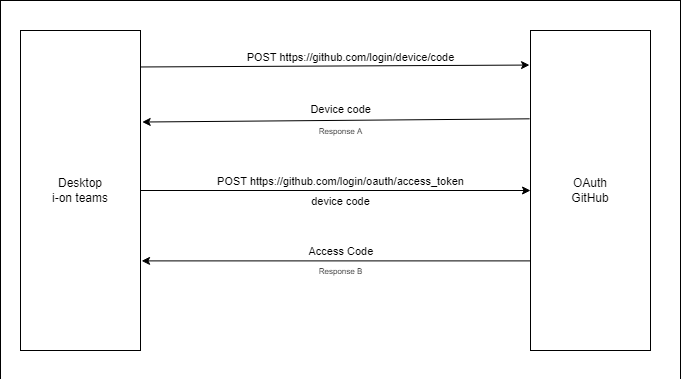 POST https://github.com/login/device/code
Device code
Response A
Desktop
i-on teams
POST https://github.com/login/oauth/access_token
device code
OAuth
GitHub
Access Code
Response B